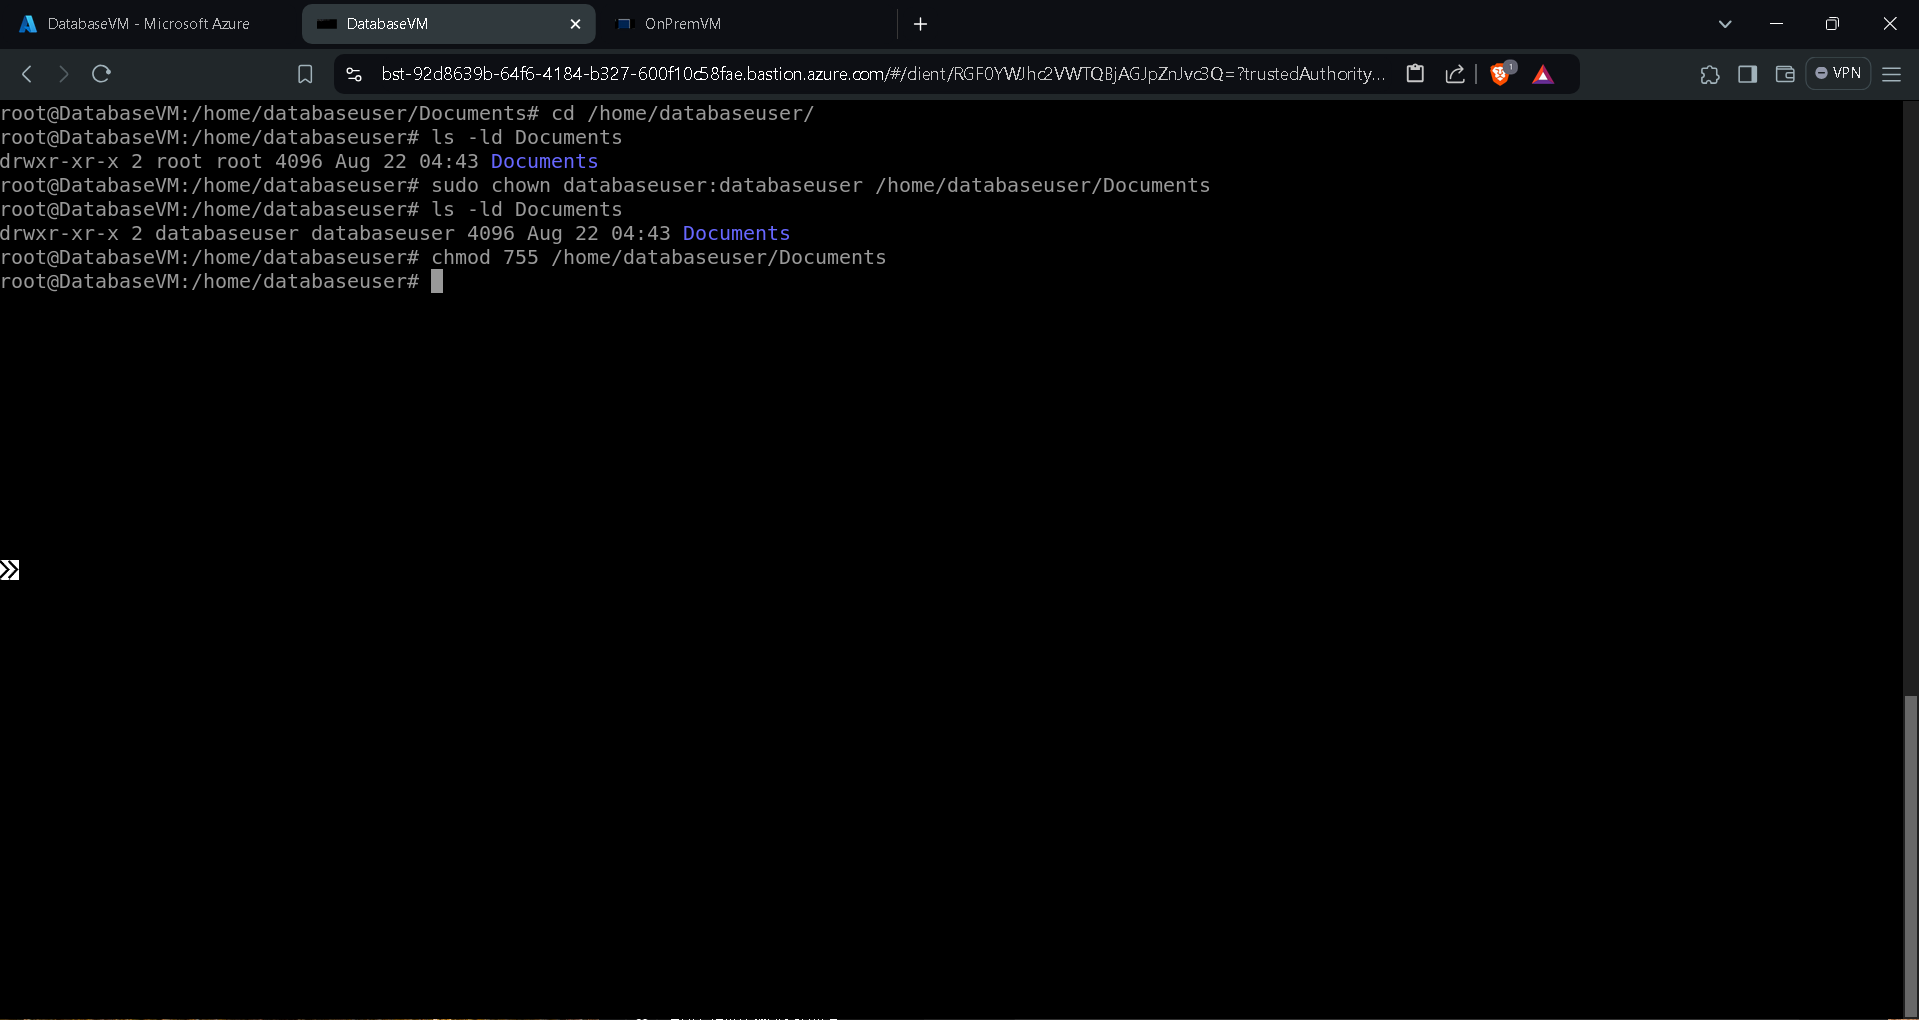 DatabaseVM - Microsoft Azure
DatabaseVM
OnPremVM
bst-92d8639b-64f6-4184-b327-600f10c58fae.bastion.azure.com/#/client/RGF0YWJhc2VWTQBjAGJpZnJvc3Q=?trustedAuthority...
1
VPN
root@DatabaseVM:/home/databaseuser/Documents# cd /home/databaseuser/
root@DatabaseVM:/home/databaseuser# ls -ld Documents
drwxr-xr-x 2 root root 4096 Aug 22 04:43 Documents
root@DatabaseVM:/home/databaseuser# sudo chown databaseuser:databaseuser /home/databaseuser/Documents
root@DatabaseVM:/home/databaseuser# ls -ld Documents
drwxr-xr-x 2 databaseuser databaseuser 4096 Aug 22 04:43 Documents
root@DatabaseVM:/home/databaseuser# chmod 755 /home/databaseuser/Documents
root@DatabaseVM:/home/databaseuser#